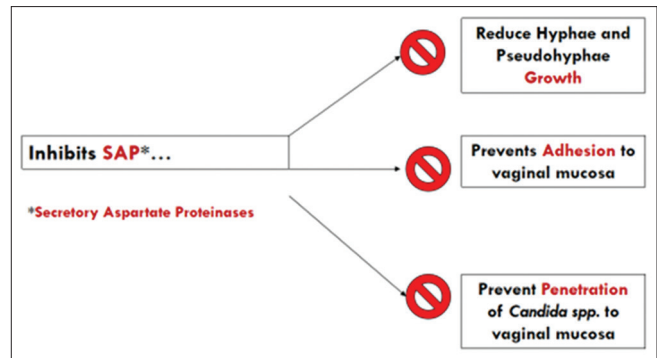 Reduce Hyphae and
Pseudohyphae
Growth
Inhibits SAP*...
Prevents Adhesion to
vaginal mucosa
*Secretory Aspartate Proteinases
Prevent Penetration
of Candida spp. to
vaginal mucosa